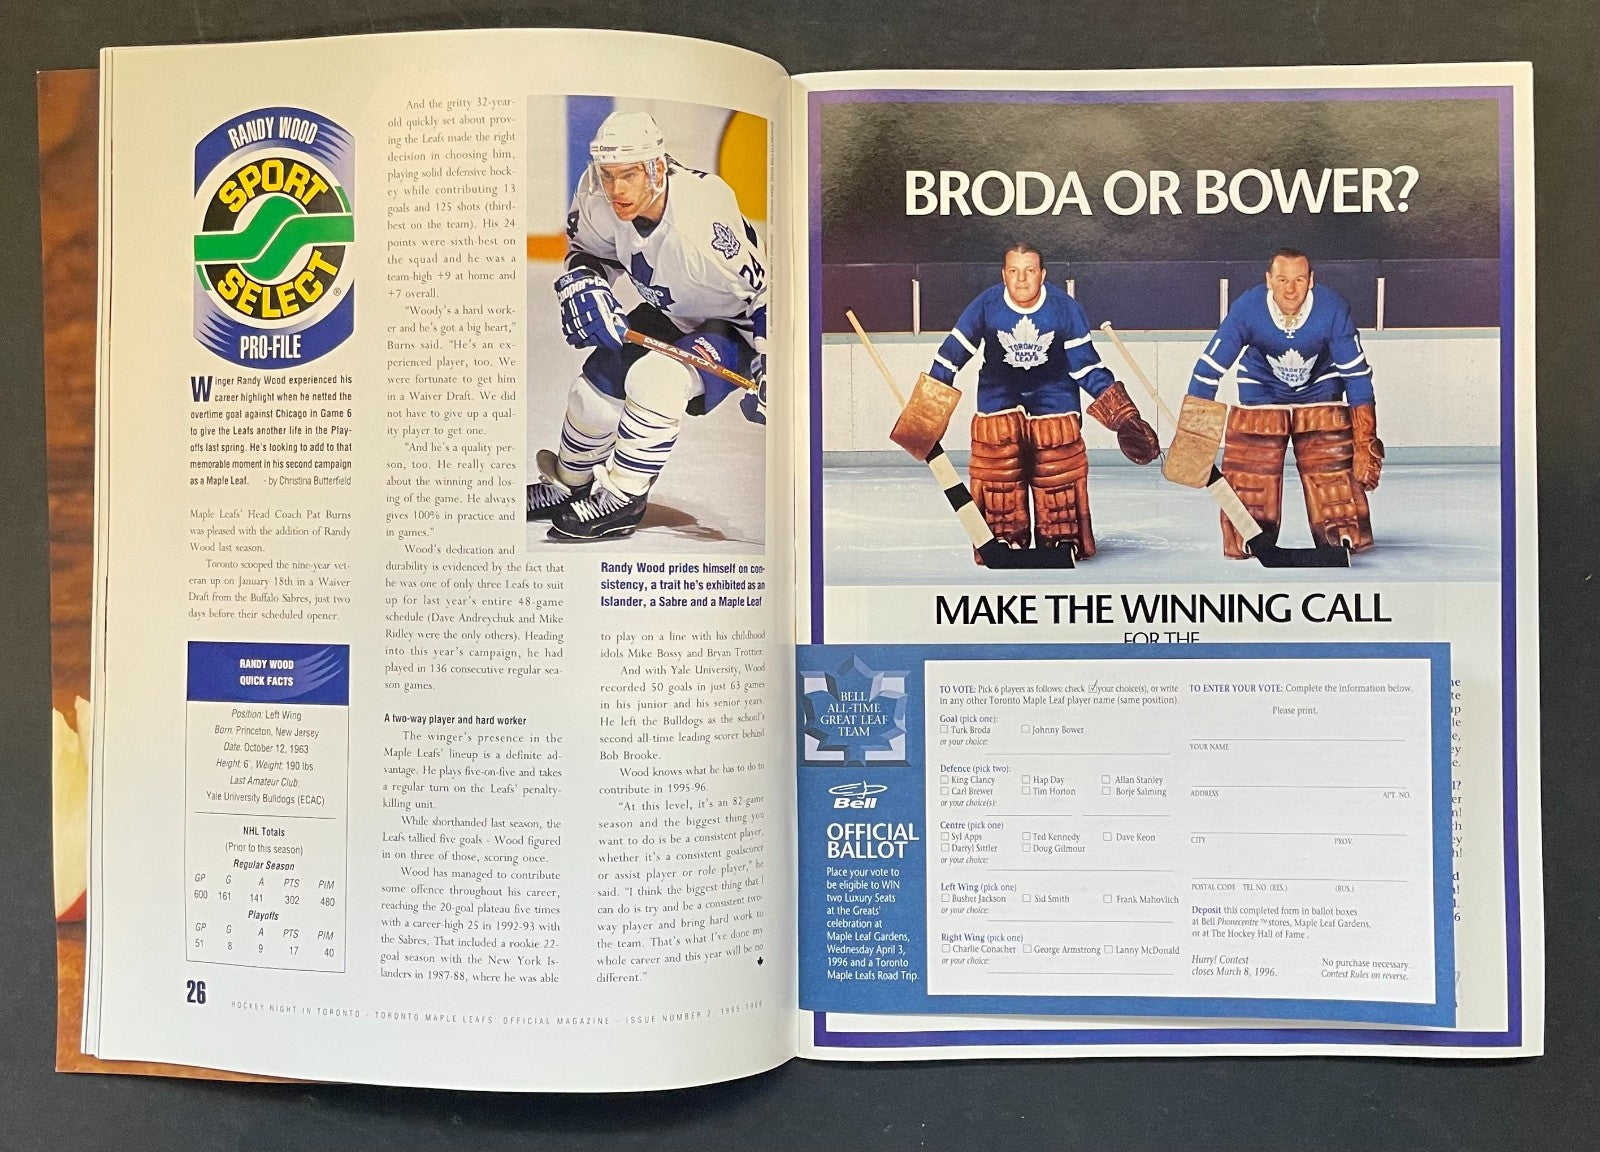 RANDY WOOD
SPORT
SELECT
®
PRO-FILE
Winger Randy Wood experienced his
career highlight when he netted the
overtime goal against Chicago in Game 6
to give the Leafs another life in the Play-
offs last spring. He's looking to add to that
memorable moment in his second campaign
as a Maple Leaf. - by Christina Butterfield
Maple Leafs' Head Coach Pat Burns
was pleased with the addition of Randy
Wood last season.
Toronto scooped the nine-year vet-
eran up on January 18th in a Waiver
Draft from the Buffalo Sabres, just two
days before their scheduled opener.
RANDY WOOD
QUICK FACTS
Position: Left Wing
Born: Princeton, New Jersey
Date: October 12, 1963
Height: 6', Weight: 190 lbs.
Last Amateur Club:
Yale University Bulldogs (ECAC)
NHL Totals
(Prior to this season)
Regular Season
GP G A PTS PIM
600 161 141 302 480
Playoffs
GP G A PTS PIM
51 8 9 17 40
26
And the gritty 32-year-
old quickly set about prov-
ing the Leafs made the right
decision in choosing him,
playing solid defensive hock-
ey while contributing 13
goals and 125 shots (third-
best on the team). His 24
points were sixth-best on
the squad and he was a
team-high +9 at home and
+7 overall.
"Woody's a hard work-
er and he's got a big heart,"
Burns said. "He's an ex-
perienced player, too. We
were fortunate to get him
in a Waiver Draft. We did
not have to give up a qual-
ity player to get one.
"And he's a quality per-
son, too. He really cares
about the winning and los-
ing of the game. He always
gives 100% in practice and
in games."
Wood's dedication and
durability is evidenced by the fact that
he was one of only three Leafs to suit
up for last year's entire 48-game
schedule (Dave Andreychuk and Mike
Ridley were the only others). Heading
into this year's campaign, he had
played in 136 consecutive regular sea-
son games.
A two-way player and hard worker
The winger's presence in the
Maple Leafs' lineup is a definite ad-
vantage. He plays five-on-five and takes
a regular turn on the Leafs' penalty-
killing unit.
While shorthanded last season, the
Leafs tallied five goals - Wood figured
in on three of those, scoring once.
Wood has managed to contribute
some offence throughout his career,
reaching the 20-goal plateau five times
with a career-high 25 in 1992-93 with
the Sabres. That included a rookie 22-
goal season with the New York Is-
landers in 1987-88, where he was able
24
24
Cooper
EASTON
Randy Wood prides himself on con-
sistency, a trait he's exhibited as an
Islander, a Sabre and a Maple Leaf
to play on a line with his childhood
idols Mike Bossy and Bryan Trottier.
And with Yale University, Wood
recorded 50 goals in just 63 games
in his junior and his senior years.
He left the Bulldogs as the school's
second all-time leading scorer behind
Bob Brooke.
Wood knows what he has to do to
contribute in 1995-96.
"At this level, it's an 82-game
season and the biggest thing you
want to do is be a consistent player,
whether it's a consistent goalscorer
or assist player or role player," he
said. "I think the biggest thing that I
can do is try and be a consistent two-
way player and bring hard work to
the team. That's what I've done my
whole career and this year will be no
different."
HOCKEY NIGHT IN TORONTO - TORONTO MAPLE LEAFS' OFFICIAL MAGAZINE - ISSUE NUMBER 2, 1995-1996
BRODA OR BOWER?
TORONTO
MAPLE
LEAFS
TORONTO
MAPLE
LEAFS
1
1
MAKE THE WINNING CALL
FOR THE
BELL
ALL-TIME
GREAT LEAF
TEAM
Bell
OFFICIAL
BALLOT
Place your vote to
be eligible to WIN
two Luxury Seats
at the Greats'
celebration at
Maple Leaf Gardens,
Wednesday April 3,
1996 and a Toronto
Maple Leafs Road Trip.
TO VOTE: Pick 6 players as follows: check your choice(s), or write
in any other Toronto Maple Leaf player name (same position).
Goal (pick one):
Turk Broda Johnny Bower
or your choice:
Defence (pick two):
King Clancy Hap Day Allan Stanley
Carl Brewer Tim Horton Borje Salming
or your choice(s):
Centre (pick one)
Syl Apps Ted Kennedy Dave Keon
Darryl Sittler Doug Gilmour
or your choice:
Left Wing (pick one)
Busher Jackson Sid Smith Frank Mahovlich
or your choice:
Right Wing (pick one)
Charlie Conacher George Armstrong Lanny McDonald
or your choice:
TO ENTER YOUR VOTE: Complete the information below.
Please print.
YOUR NAME
ADDRESS APT. NO.
CITY PROV.
POSTAL CODE TEL NO. (RES.) (BUS.)
Deposit this completed form in ballot boxes
at Bell Phonecentre™ stores, Maple Leaf Gardens,
or at The Hockey Hall of Fame.
Hurry! Contest
closes March 8, 1996.
No purchase necessary.
Contest Rules on reverse.